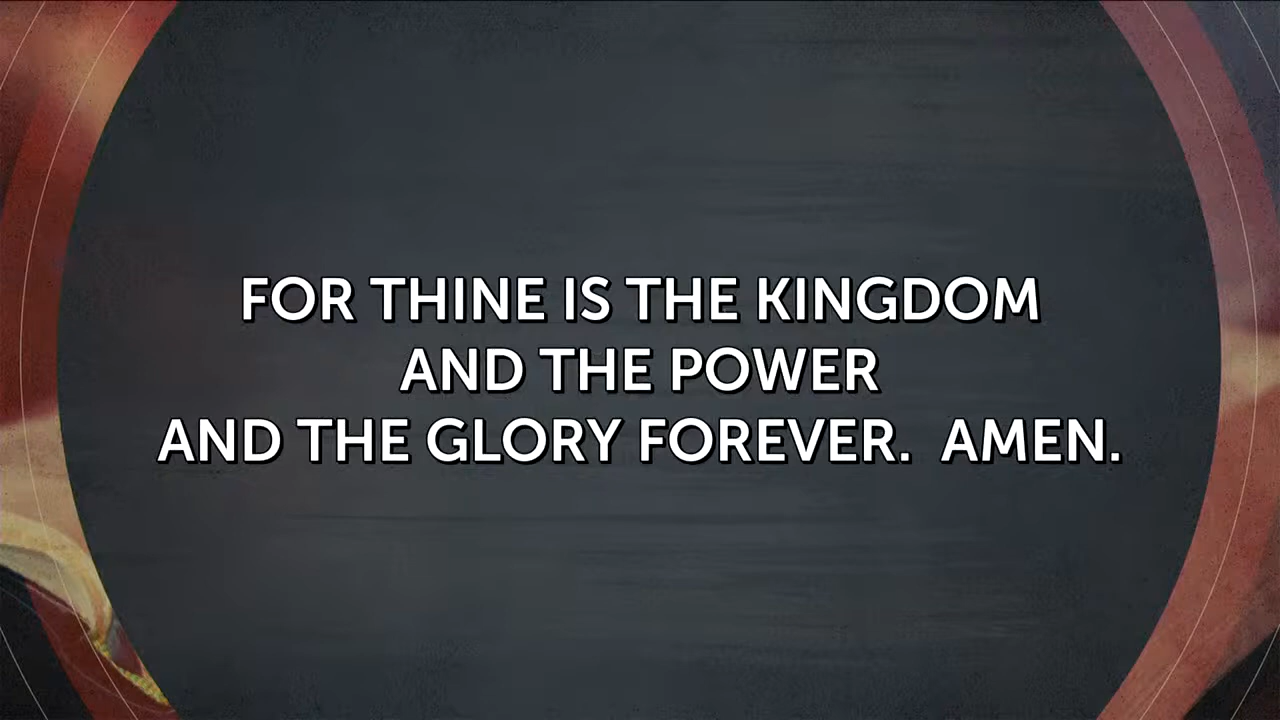 FOR THINE IS THE KINGDOM
AND THE POWER
AND THE GLORY FOREVER.  AMEN.